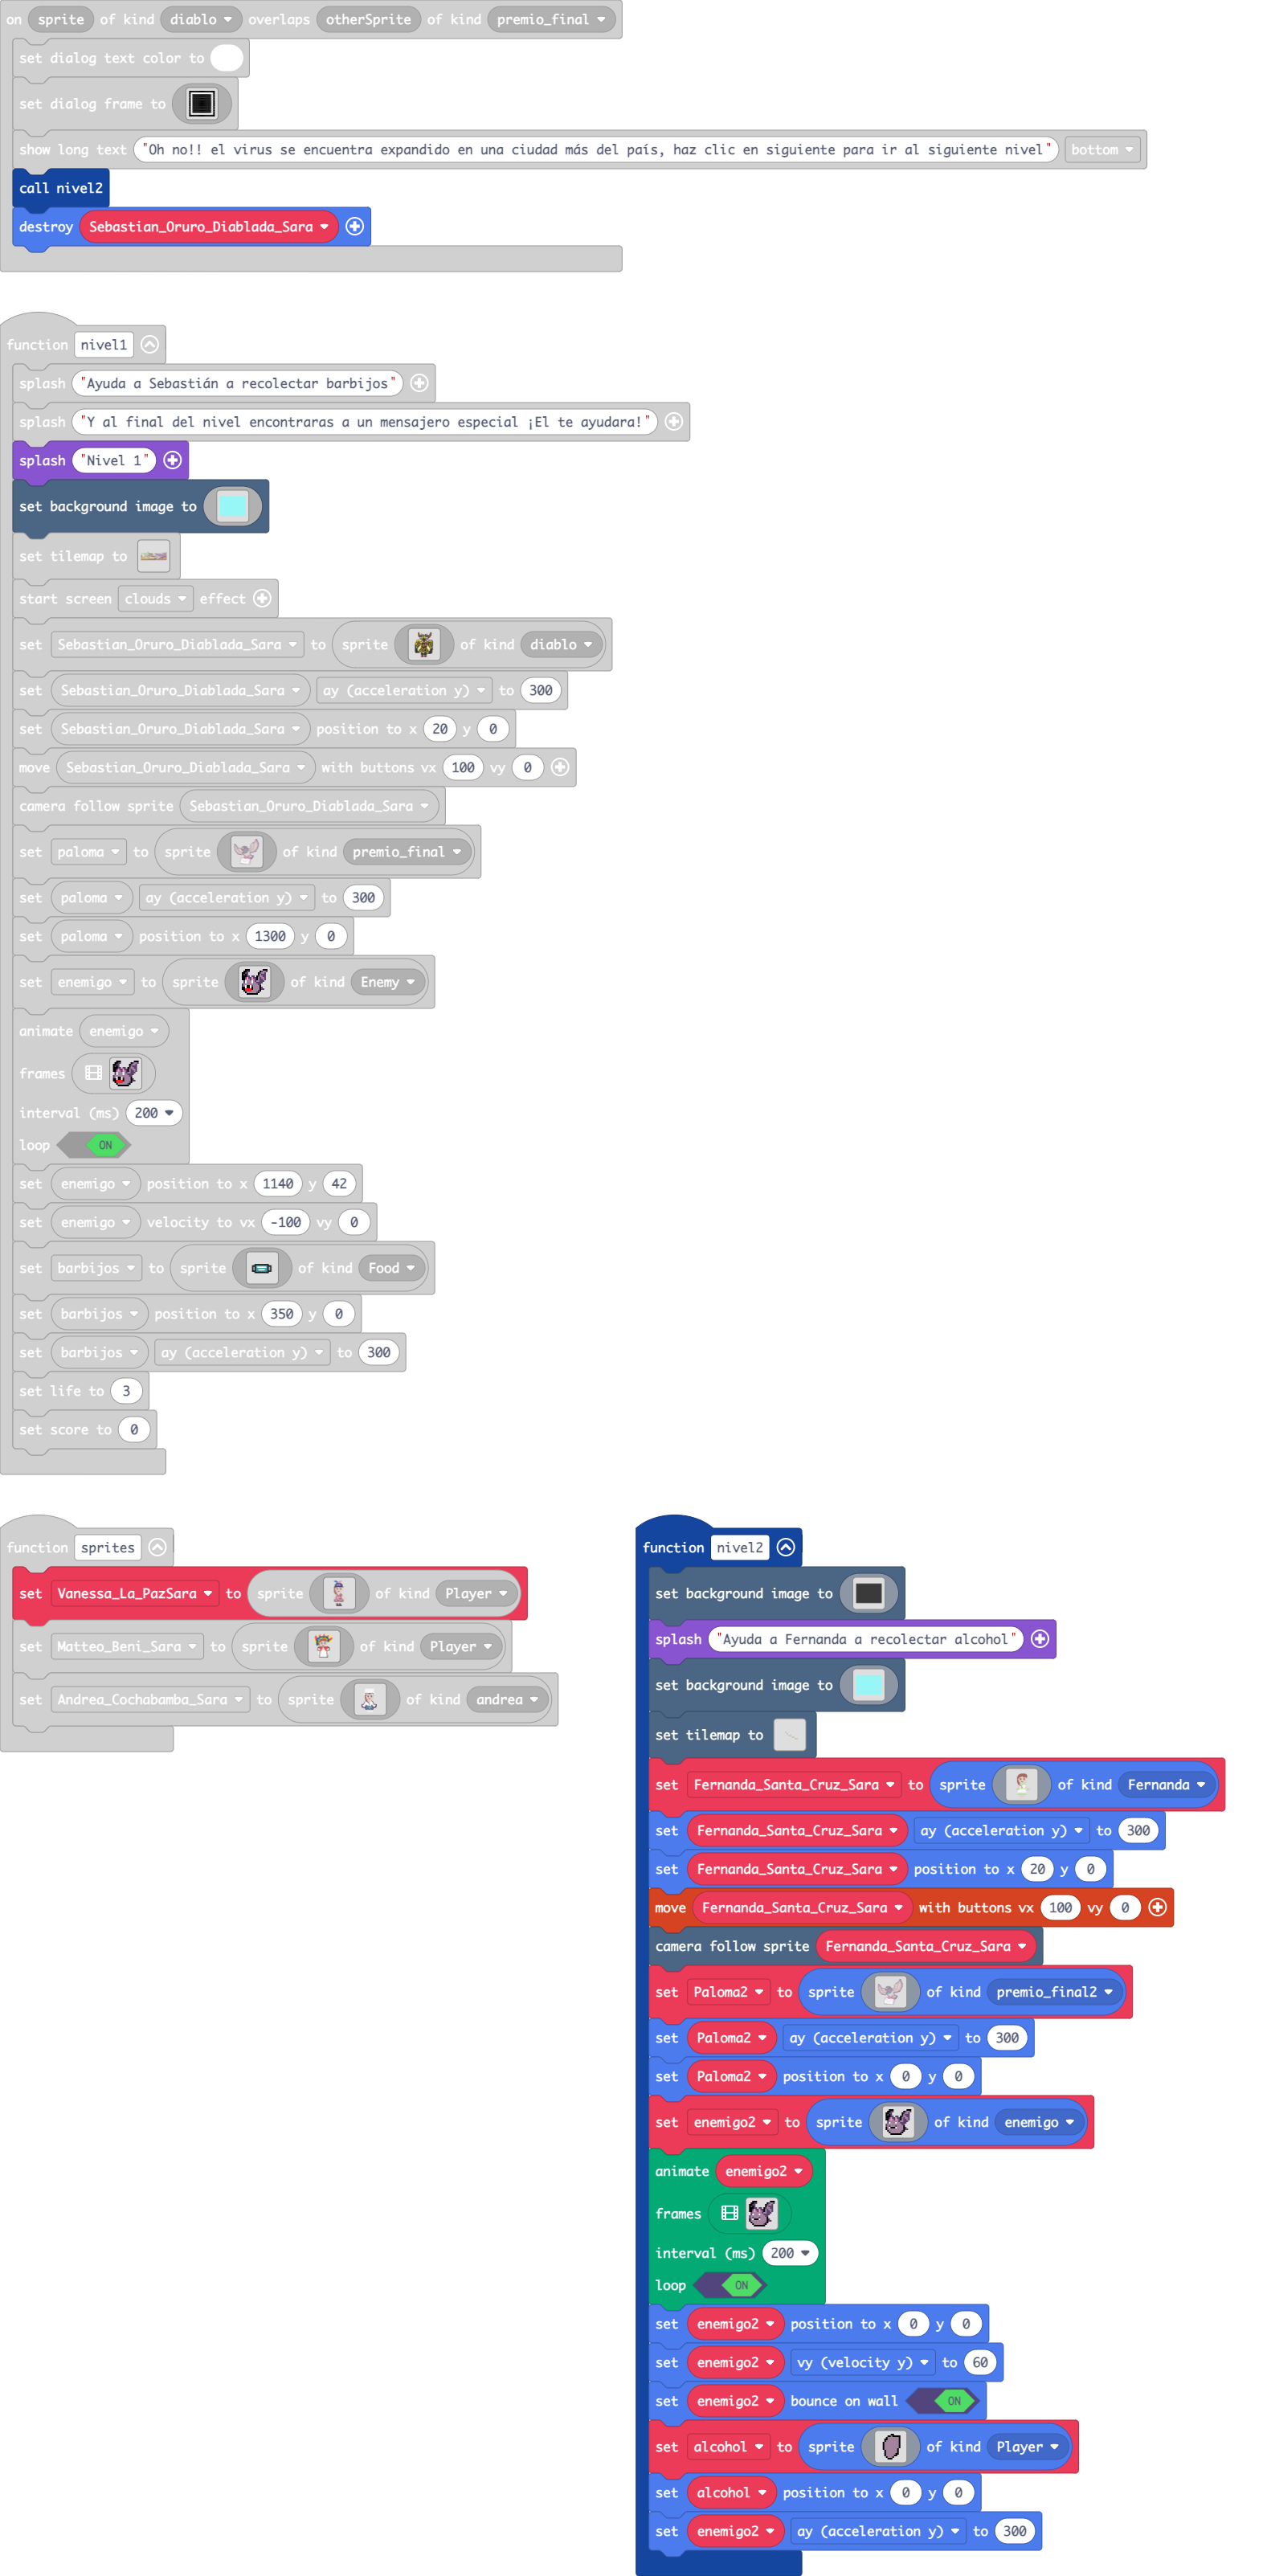 on sprite of kind diablo overlaps otherSprite of kind premio_final
set dialog text color to
set dialog frame to
show long text "Oh no!! el virus se encuentra expandido en una ciudad más del país, haz clic en siguiente para ir al siguiente nivel" bottom
call nivel2
destroy Sebastian_Oruro_Diablada_Sara
function nivel1
splash "Ayuda a Sebastián a recolectar barbijos"
splash "Y al final del nivel encontraras a un mensajero especial ¡El te ayudara!"
splash "Nivel 1"
set background image to
set tilemap to
start screen clouds effect
set Sebastian_Oruro_Diablada_Sara to sprite of kind diablo
set Sebastian_Oruro_Diablada_Sara ay (acceleration y) to 300
set Sebastian_Oruro_Diablada_Sara position to x 20 y 0
move Sebastian_Oruro_Diablada_Sara with buttons vx 100 vy 0
camera follow sprite Sebastian_Oruro_Diablada_Sara
set paloma to sprite of kind premio_final
set paloma ay (acceleration y) to 300
set paloma position to x 1300 y 0
set enemigo to sprite of kind Enemy
animate enemigo
frames
interval (ms) 200
loop ON
set enemigo position to x 1140 y 42
set enemigo velocity to vx -100 vy 0
set barbijos to sprite of kind Food
set barbijos position to x 350 y 0
set barbijos ay (acceleration y) to 300
set life to 3
set score to 0
function sprites
set Vanessa_La_PazSara to sprite of kind Player
set Matteo_Beni_Sara to sprite of kind Player
set Andrea_Cochabamba_Sara to sprite of kind andrea
function nivel2
set background image to
splash "Ayuda a Fernanda a recolectar alcohol"
set background image to
set tilemap to
set Fernanda_Santa_Cruz_Sara to sprite of kind Fernanda
set Fernanda_Santa_Cruz_Sara ay (acceleration y) to 300
set Fernanda_Santa_Cruz_Sara position to x 20 y 0
move Fernanda_Santa_Cruz_Sara with buttons vx 100 vy 0
camera follow sprite Fernanda_Santa_Cruz_Sara
set Paloma2 to sprite of kind premio_final2
set Paloma2 ay (acceleration y) to 300
set Paloma2 position to x 0 y 0
set enemigo2 to sprite of kind enemigo
animate enemigo2
frames
interval (ms) 200
loop ON
set enemigo2 position to x 0 y 0
set enemigo2 vy (velocity y) to 60
set enemigo2 bounce on wall ON
set alcohol to sprite of kind Player
set alcohol position to x 0 y 0
set enemigo2 ay (acceleration y) to 300